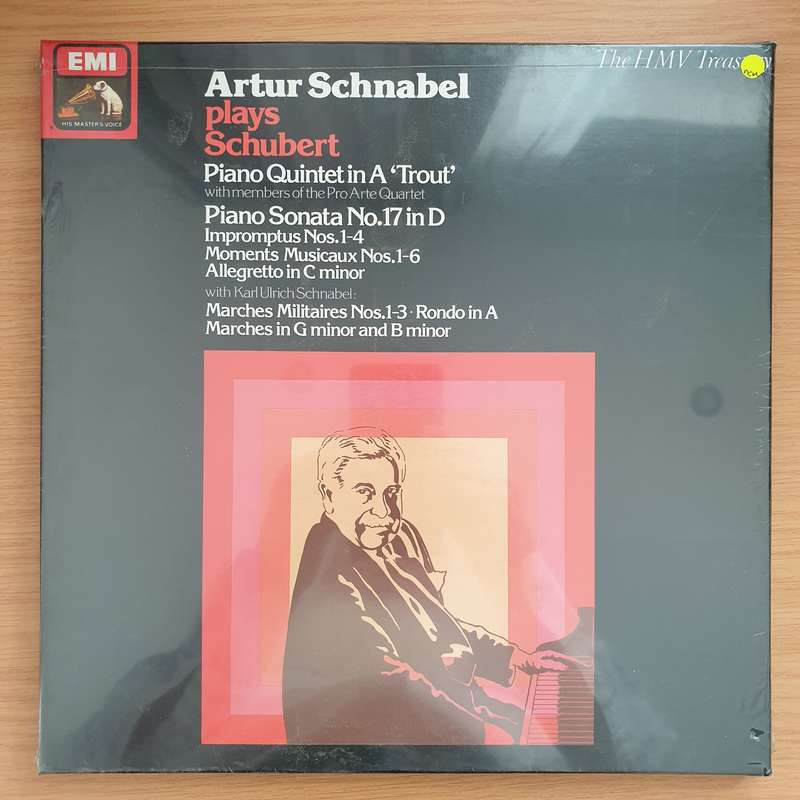 EMI
HIS MASTER'S VOICE
The HMV Treasury
Artur Schnabel
plays
Schubert
Piano Quintet in A ‘Trout’
with members of the Pro Arte Quartet
Piano Sonata No.17 in D
Impromptus Nos.1-4
Moments Musicaux Nos.1-6
Allegretto in C minor
with Karl Ulrich Schnabel:
Marches Militaires Nos.1-3 · Rondo in A
Marches in G minor and B minor